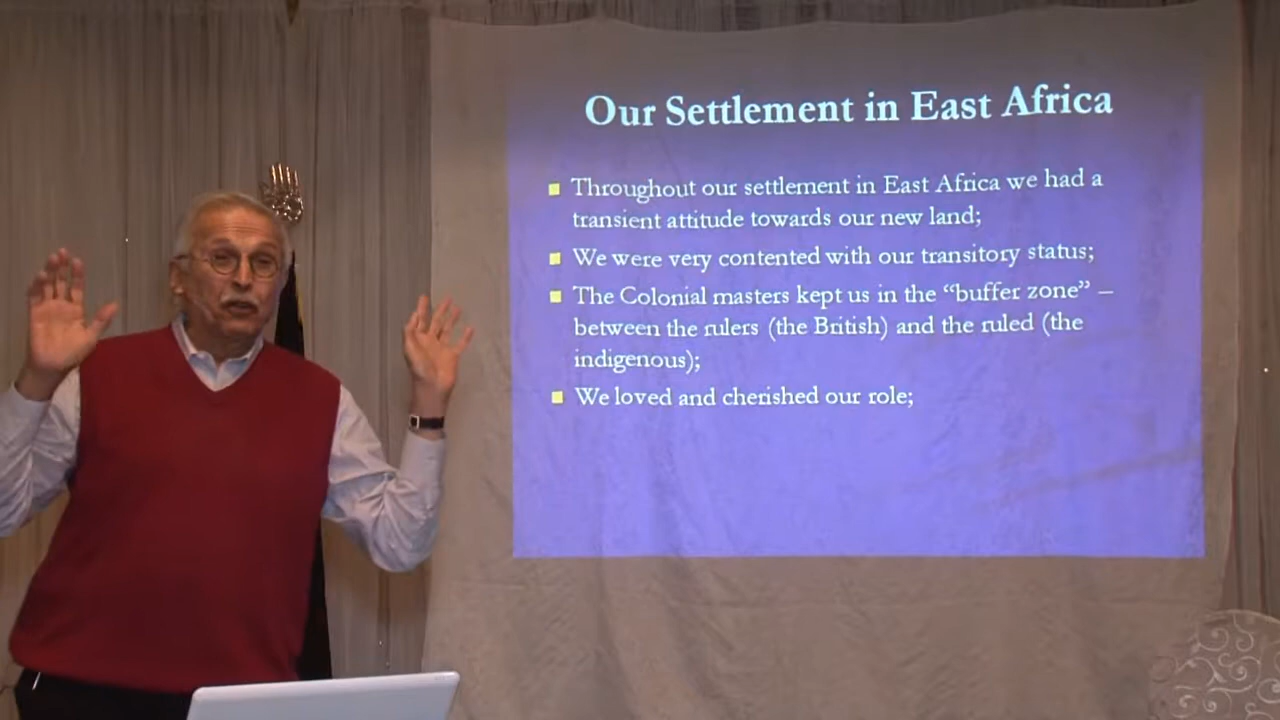 Our Settlement in East Africa
Throughout our settlement in East Africa we had a
transient attitude towards our new land;
We were very contented with our transitory status;
The Colonial masters kept us in the “buffer zone” –
between the rulers (the British) and the ruled (the
indigenous);
We loved and cherished our role;